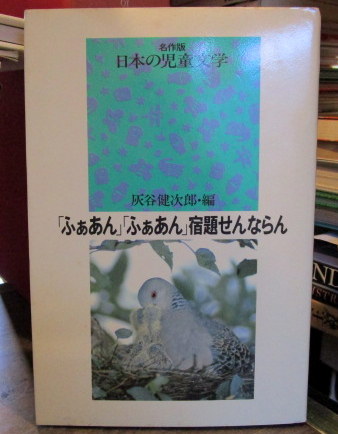 名作版
日本の児童文学
灰谷健次郎・編
「ふぁあん」「ふぁあん」宿題せんならん